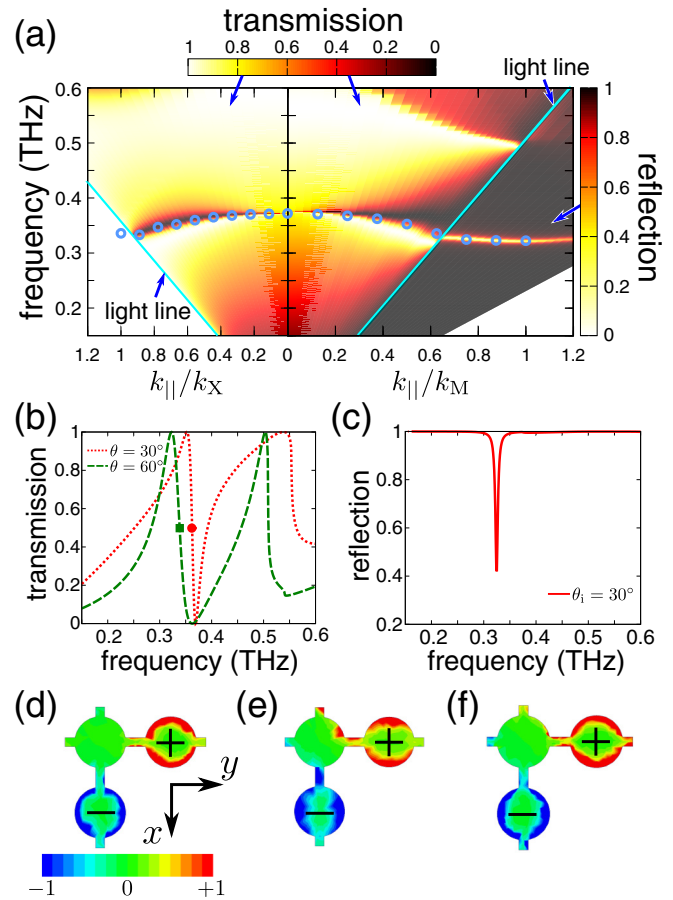 (a)
transmission
1 0.8 0.6 0.4 0.2 0
light line
frequency (THz)
0.6
0.5
0.4
0.3
0.2
light line
1.2 1 0.8 0.6 0.4 0.2 0 0.2 0.4 0.6 0.8 1 1.2
k||/kX
k||/kM
reflection
1
0.8
0.6
0.4
0.2
0
(b)
transmission
1
0.8
0.6
0.4
0.2
0
θ = 30°
θ = 60°
0.2 0.3 0.4 0.5 0.6
frequency (THz)
(c)
reflection
1
0.8
0.6
0.4
0.2
θi = 30°
0.2 0.3 0.4 0.5 0.6
frequency (THz)
(d)
+
−
y
x
−1 0 +1
(e)
+
−
(f)
+
−